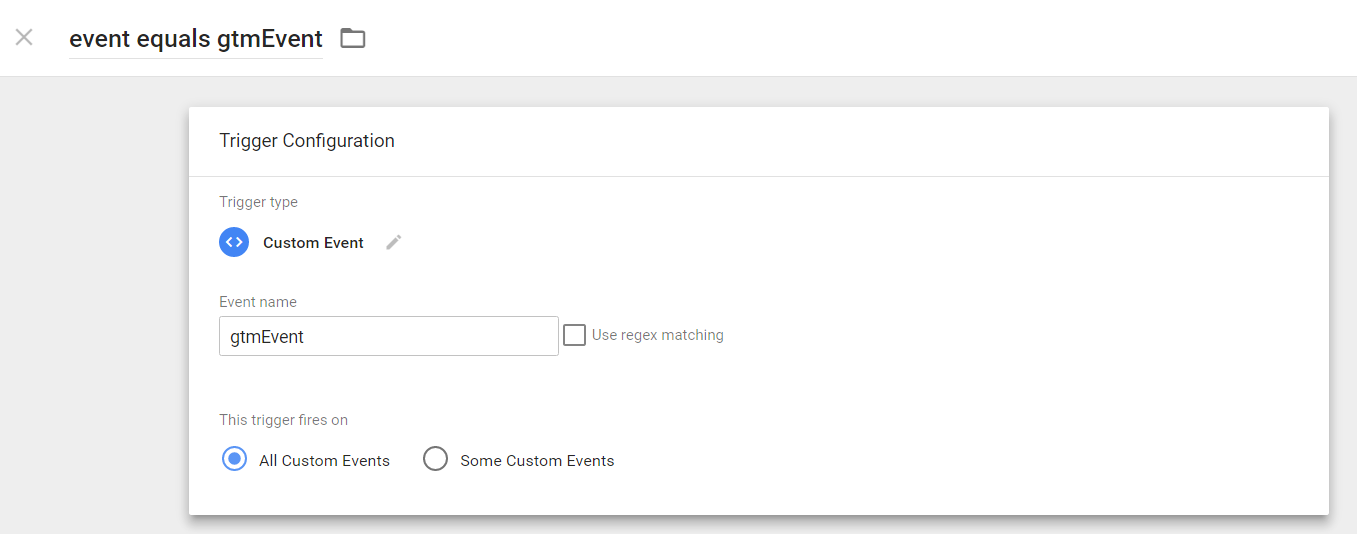 event equals gtmEvent
Trigger Configuration
Trigger type
Custom Event
Event name
gtmEvent
Use regex matching
This trigger fires on
All Custom Events
Some Custom Events